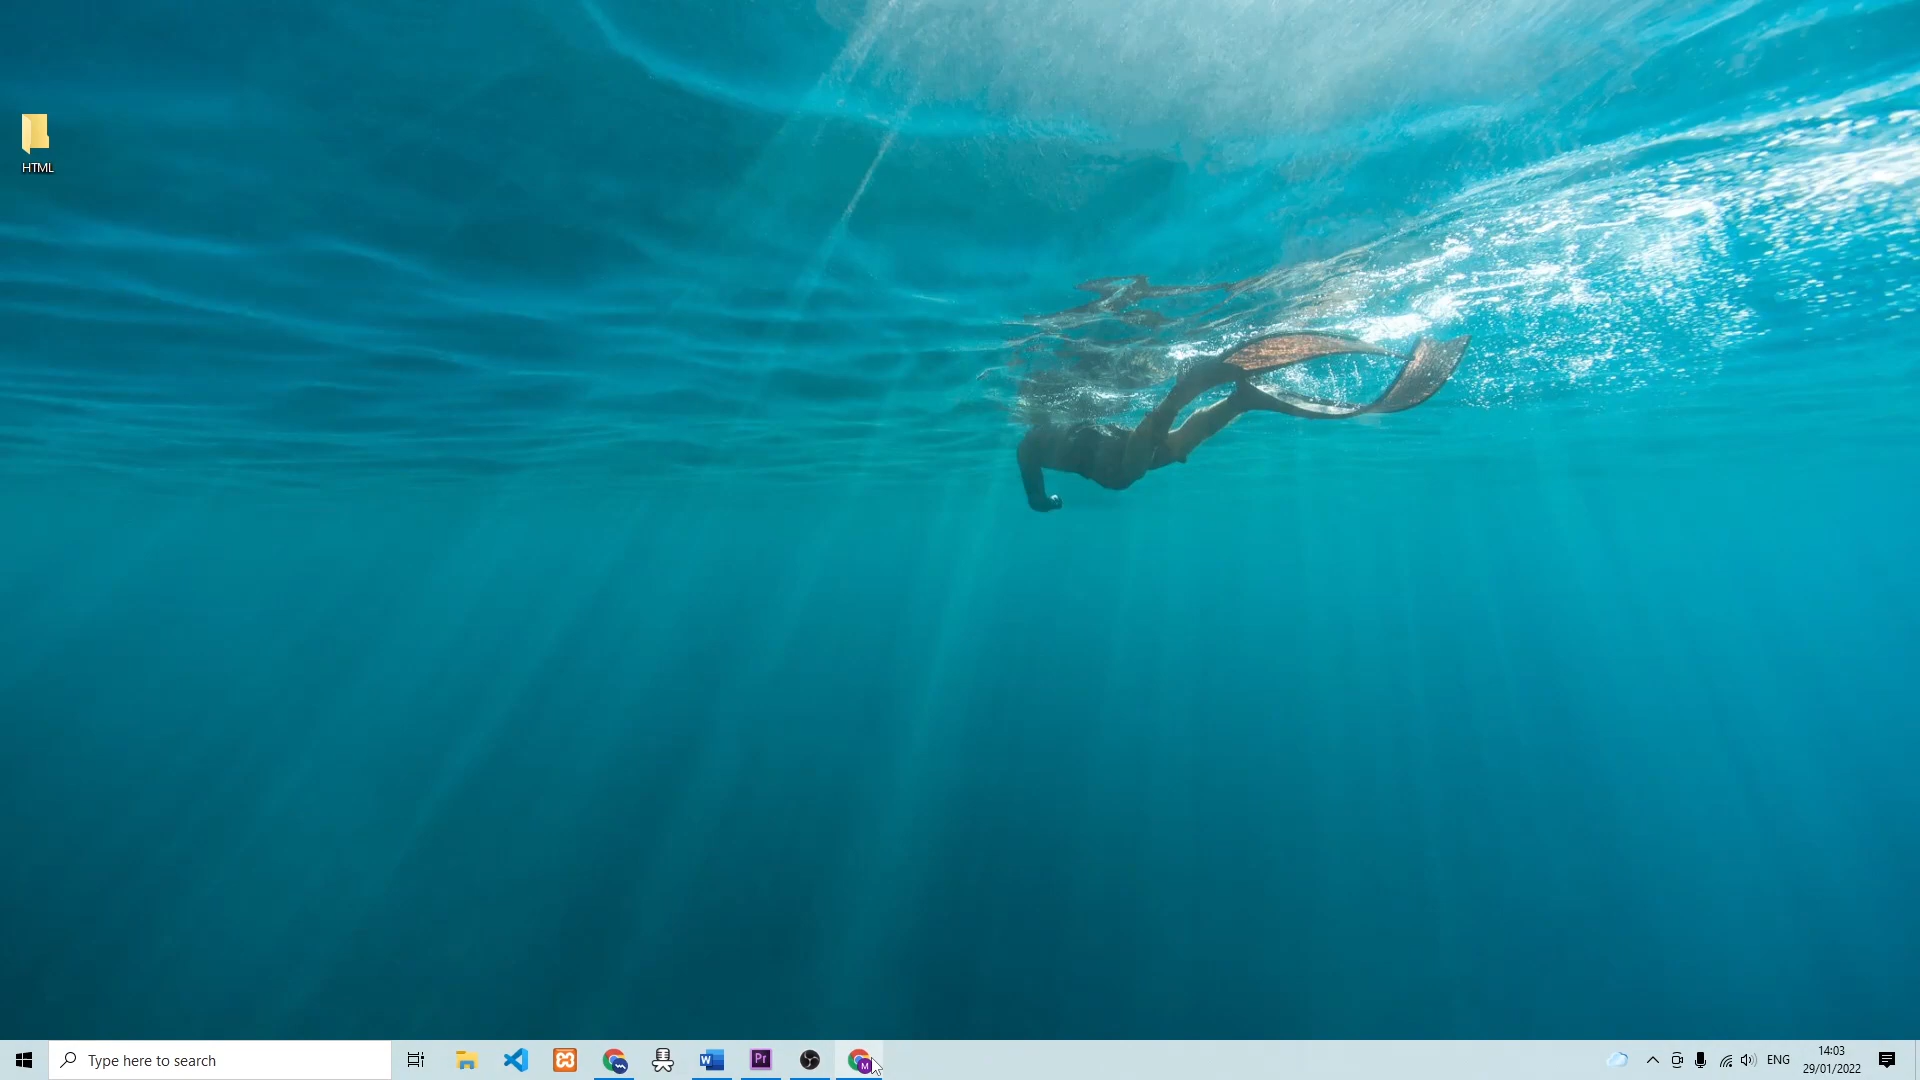 HTML
Type here to search
W
Pr
M
ENG
14:03
29/01/2022